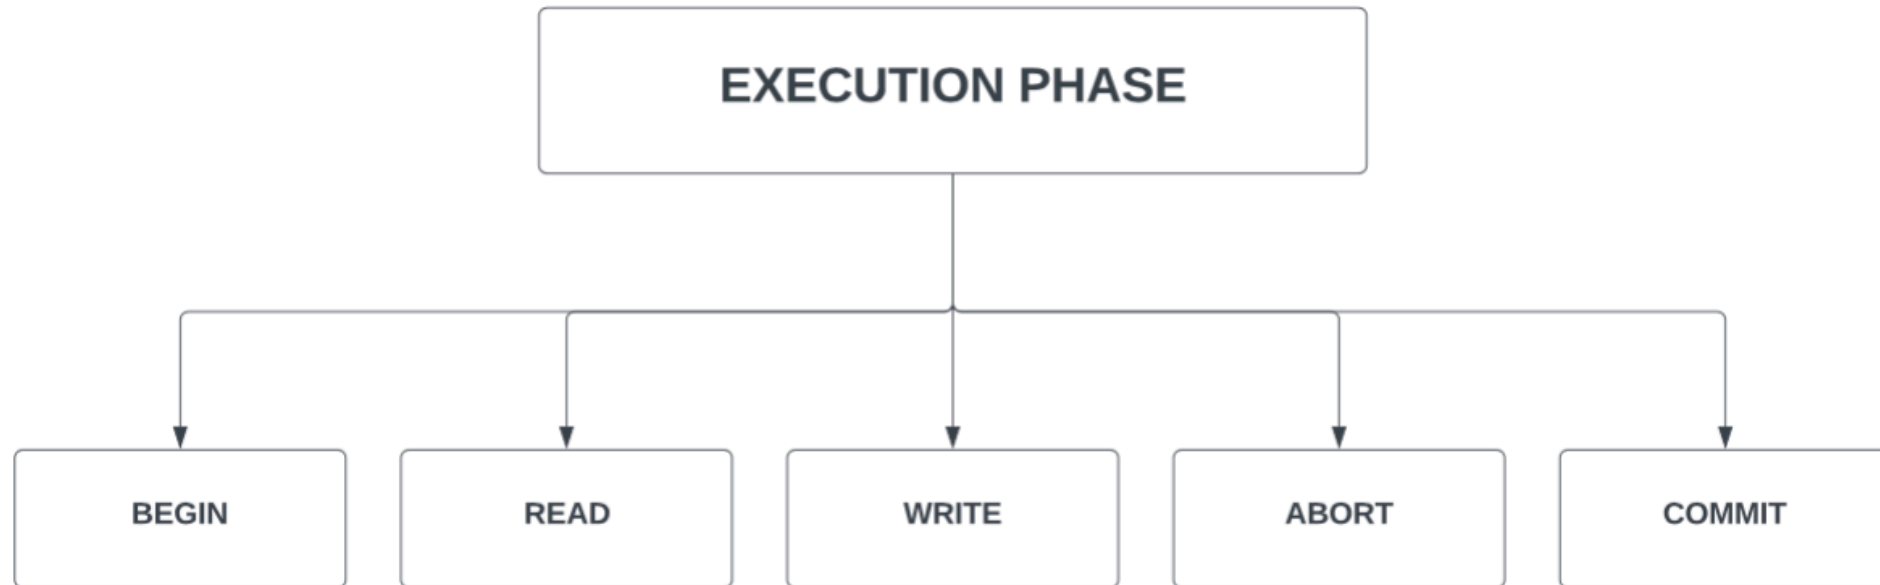 EXECUTION PHASE
BEGIN
READ
WRITE
ABORT
COMMIT